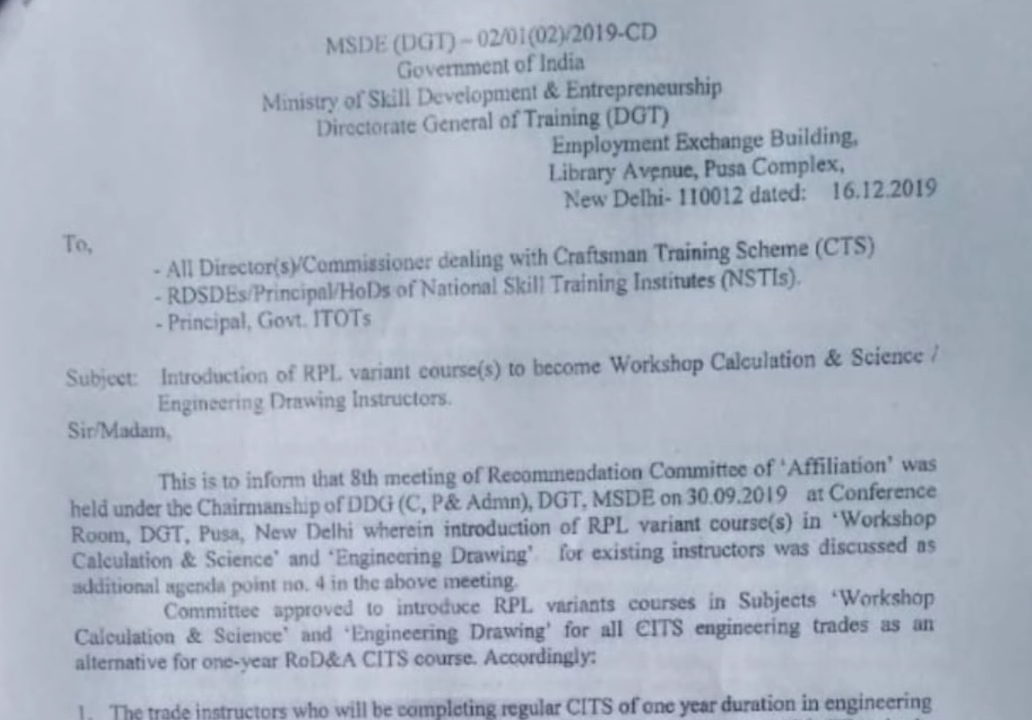 MSDE (DGT) – 02/01(02)/2019-CD
Government of India
Ministry of Skill Development & Entrepreneurship
Directorate General of Training (DGT)
Employment Exchange Building,
Library Avenue, Pusa Complex,
New Delhi- 110012 dated: 16.12.2019
To,
- All Director(s)/Commissioner dealing with Craftsman Training Scheme (CTS)
- RDSDEs/Principal/HoDs of National Skill Training Institutes (NSTIs).
- Principal, Govt. ITOTs
Subject: Introduction of RPL variant course(s) to become Workshop Calculation & Science /
Engineering Drawing Instructors.
Sir/Madam,
This is to inform that 8th meeting of Recommendation Committee of 'Affiliation' was
held under the Chairmanship of DDG (C, P& Admn), DGT, MSDE on 30.09.2019 at Conference
Room, DGT, Pusa, New Delhi wherein introduction of RPL variant course(s) in 'Workshop
Calculation & Science' and 'Engineering Drawing' for existing instructors was discussed as
additional agenda point no. 4 in the above meeting.
Committee approved to introduce RPL variants courses in Subjects 'Workshop
Calculation & Science' and 'Engineering Drawing' for all CITS engineering trades as an
alternative for one-year RoD&A CITS course. Accordingly:
1. The trade instructors who will be completing regular CITS of one year duration in engineering